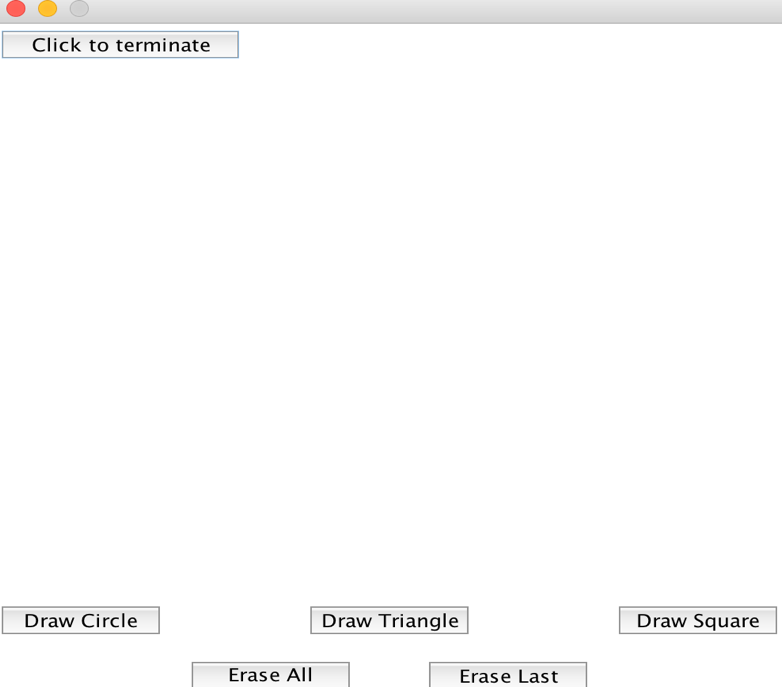 Click to terminate
Draw Circle Draw Triangle Draw Square
Erase All Erase Last